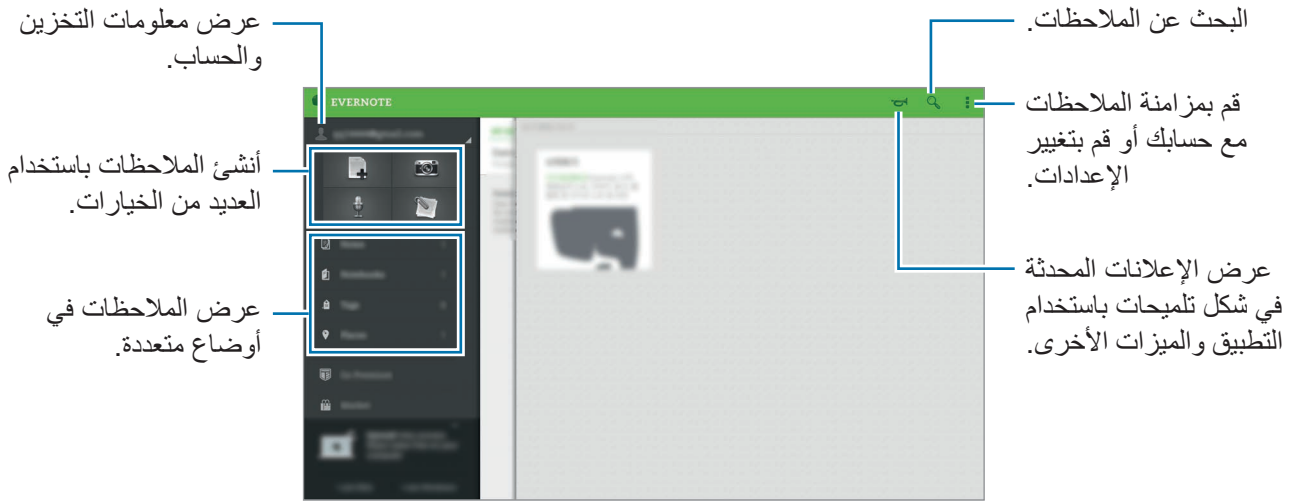 البحث عن الملاحظات.
عرض معلومات التخزين
والحساب.
قم بمزامنة الملاحظات
مع حسابك أو قم بتغيير
الإعدادات.
EVERNOTE
أنشئ الملاحظات باستخدام
العديد من الخيارات.
عرض الإعلانات المحدثة
في شكل تلميحات باستخدام
التطبيق والميزات الأخرى.
عرض الملاحظات في
أوضاع متعددة.
Notebooks
Tags